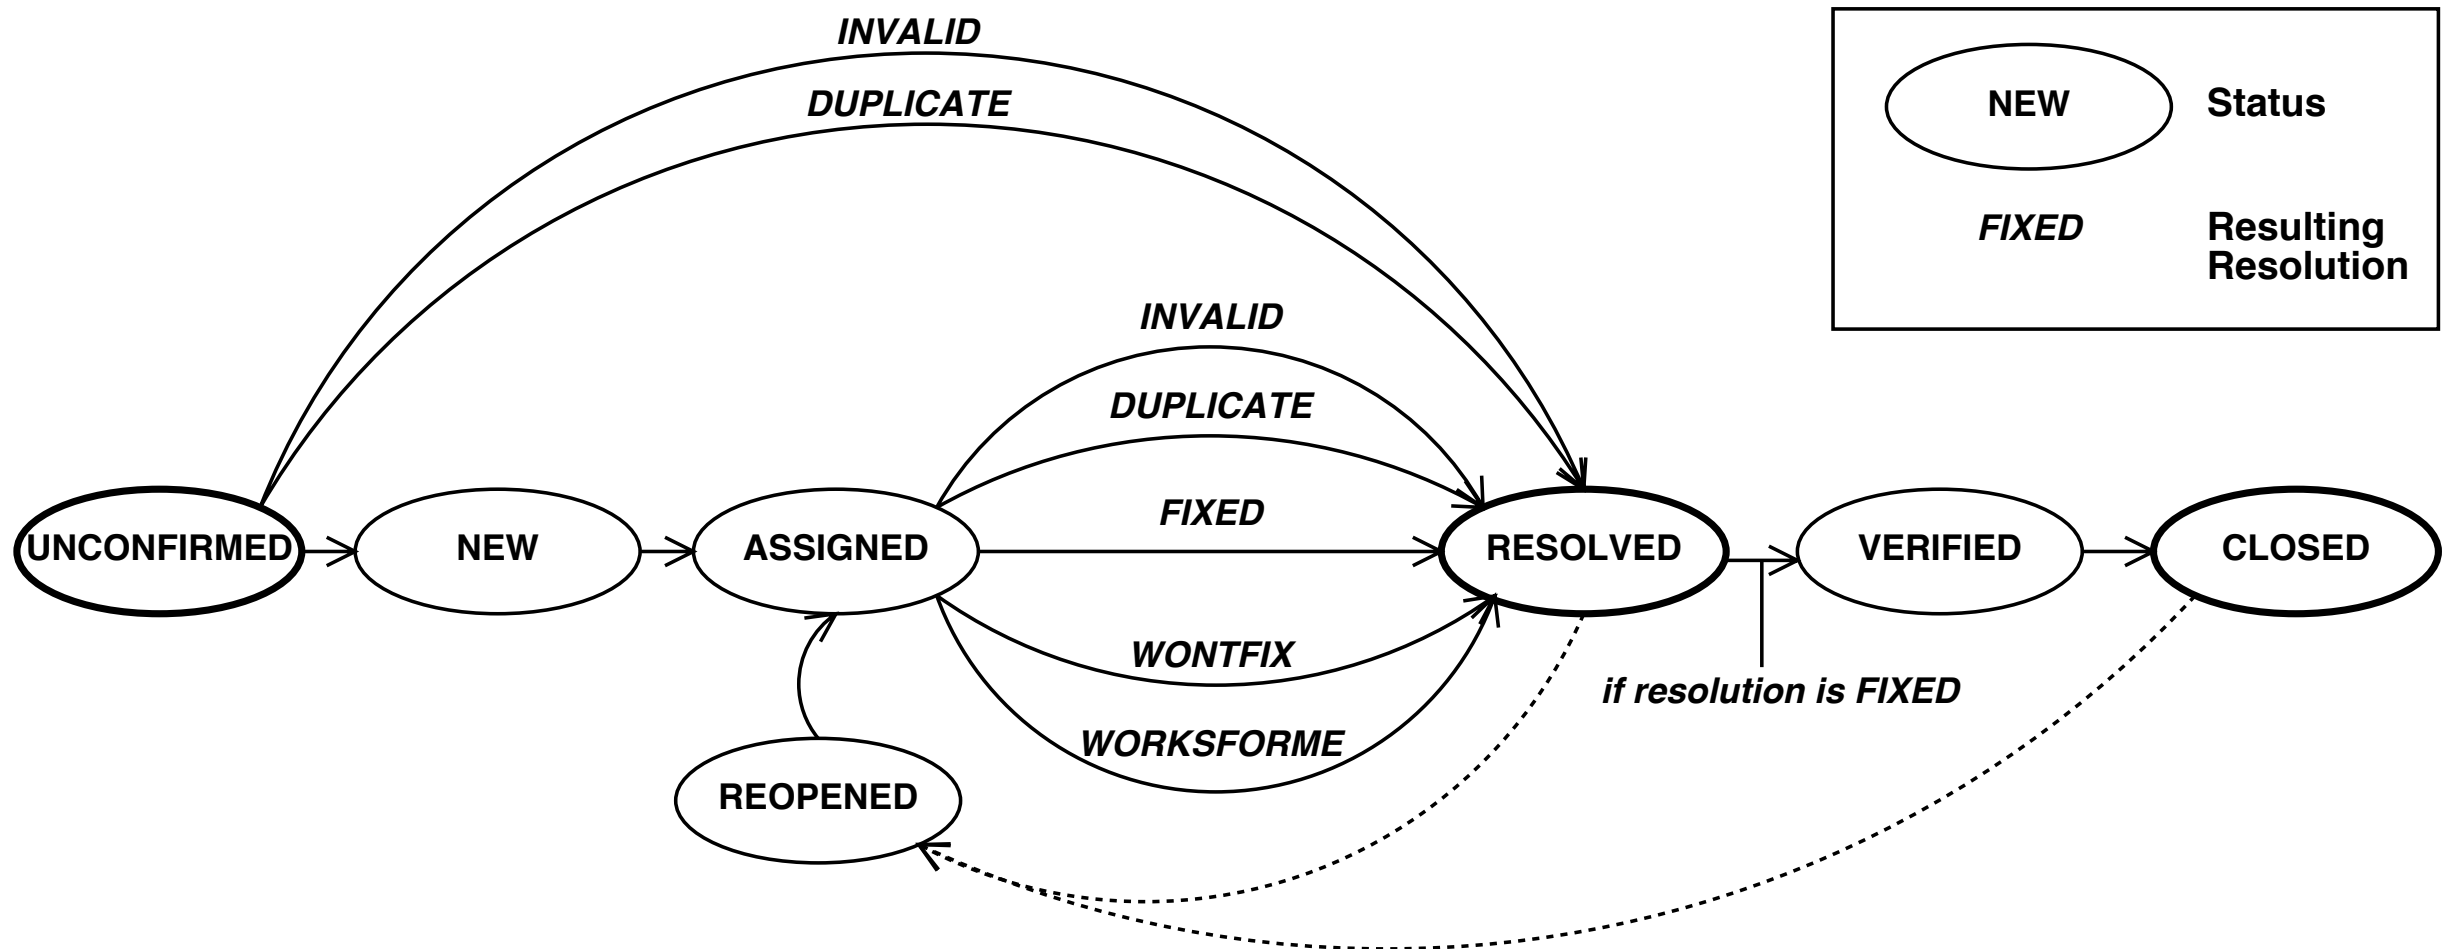 INVALID
DUPLICATE
NEW
Status
FIXED
Resulting
Resolution
INVALID
DUPLICATE
FIXED
UNCONFIRMED
NEW
ASSIGNED
RESOLVED
VERIFIED
CLOSED
WONTFIX
if resolution is FIXED
WORKSFORME
REOPENED